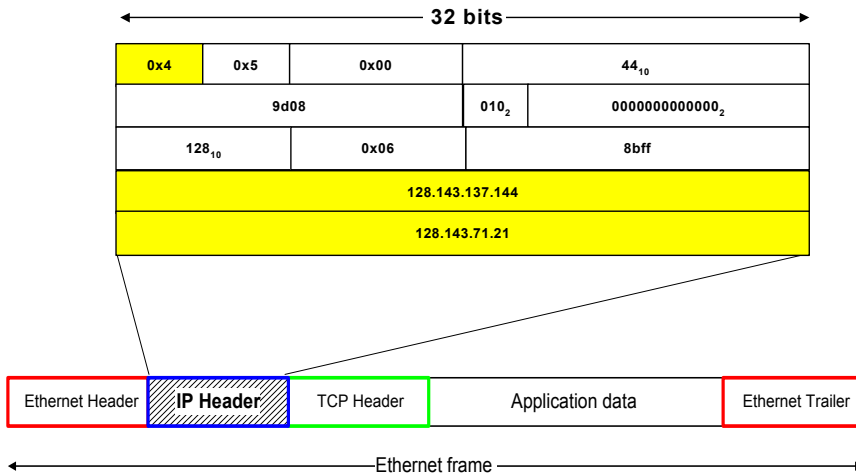 32 bits
0x4 0x5 0x00 44₁₀
9d08 010₂ 0000000000000₂
128₁₀ 0x06 8bff
128.143.137.144
128.143.71.21
Ethernet Header IP Header TCP Header Application data Ethernet Trailer
Ethernet frame